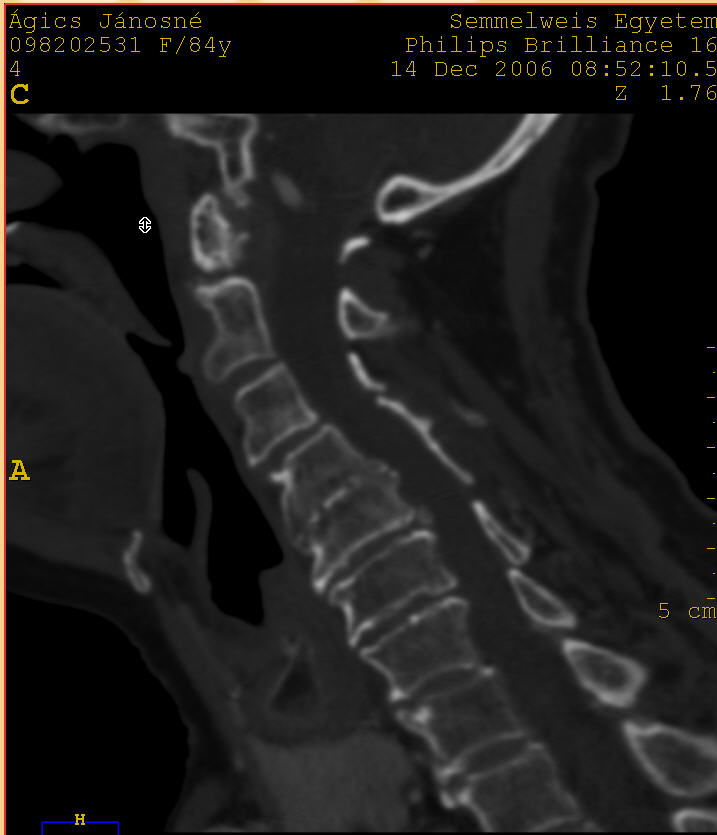 Ágics Jánosné
098202531 F/84y
4
C
Semmelweis Egyetem
Philips Brilliance 16
14 Dec 2006 08:52:10.5
Z 1.76
A
5 cm
H